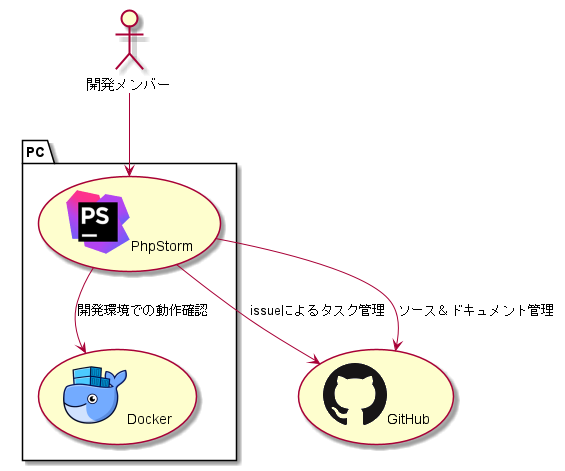 開発メンバー
PC
PS
PhpStorm
開発環境での動作確認
issueによるタスク管理
ソース＆ドキュメント管理
Docker
GitHub